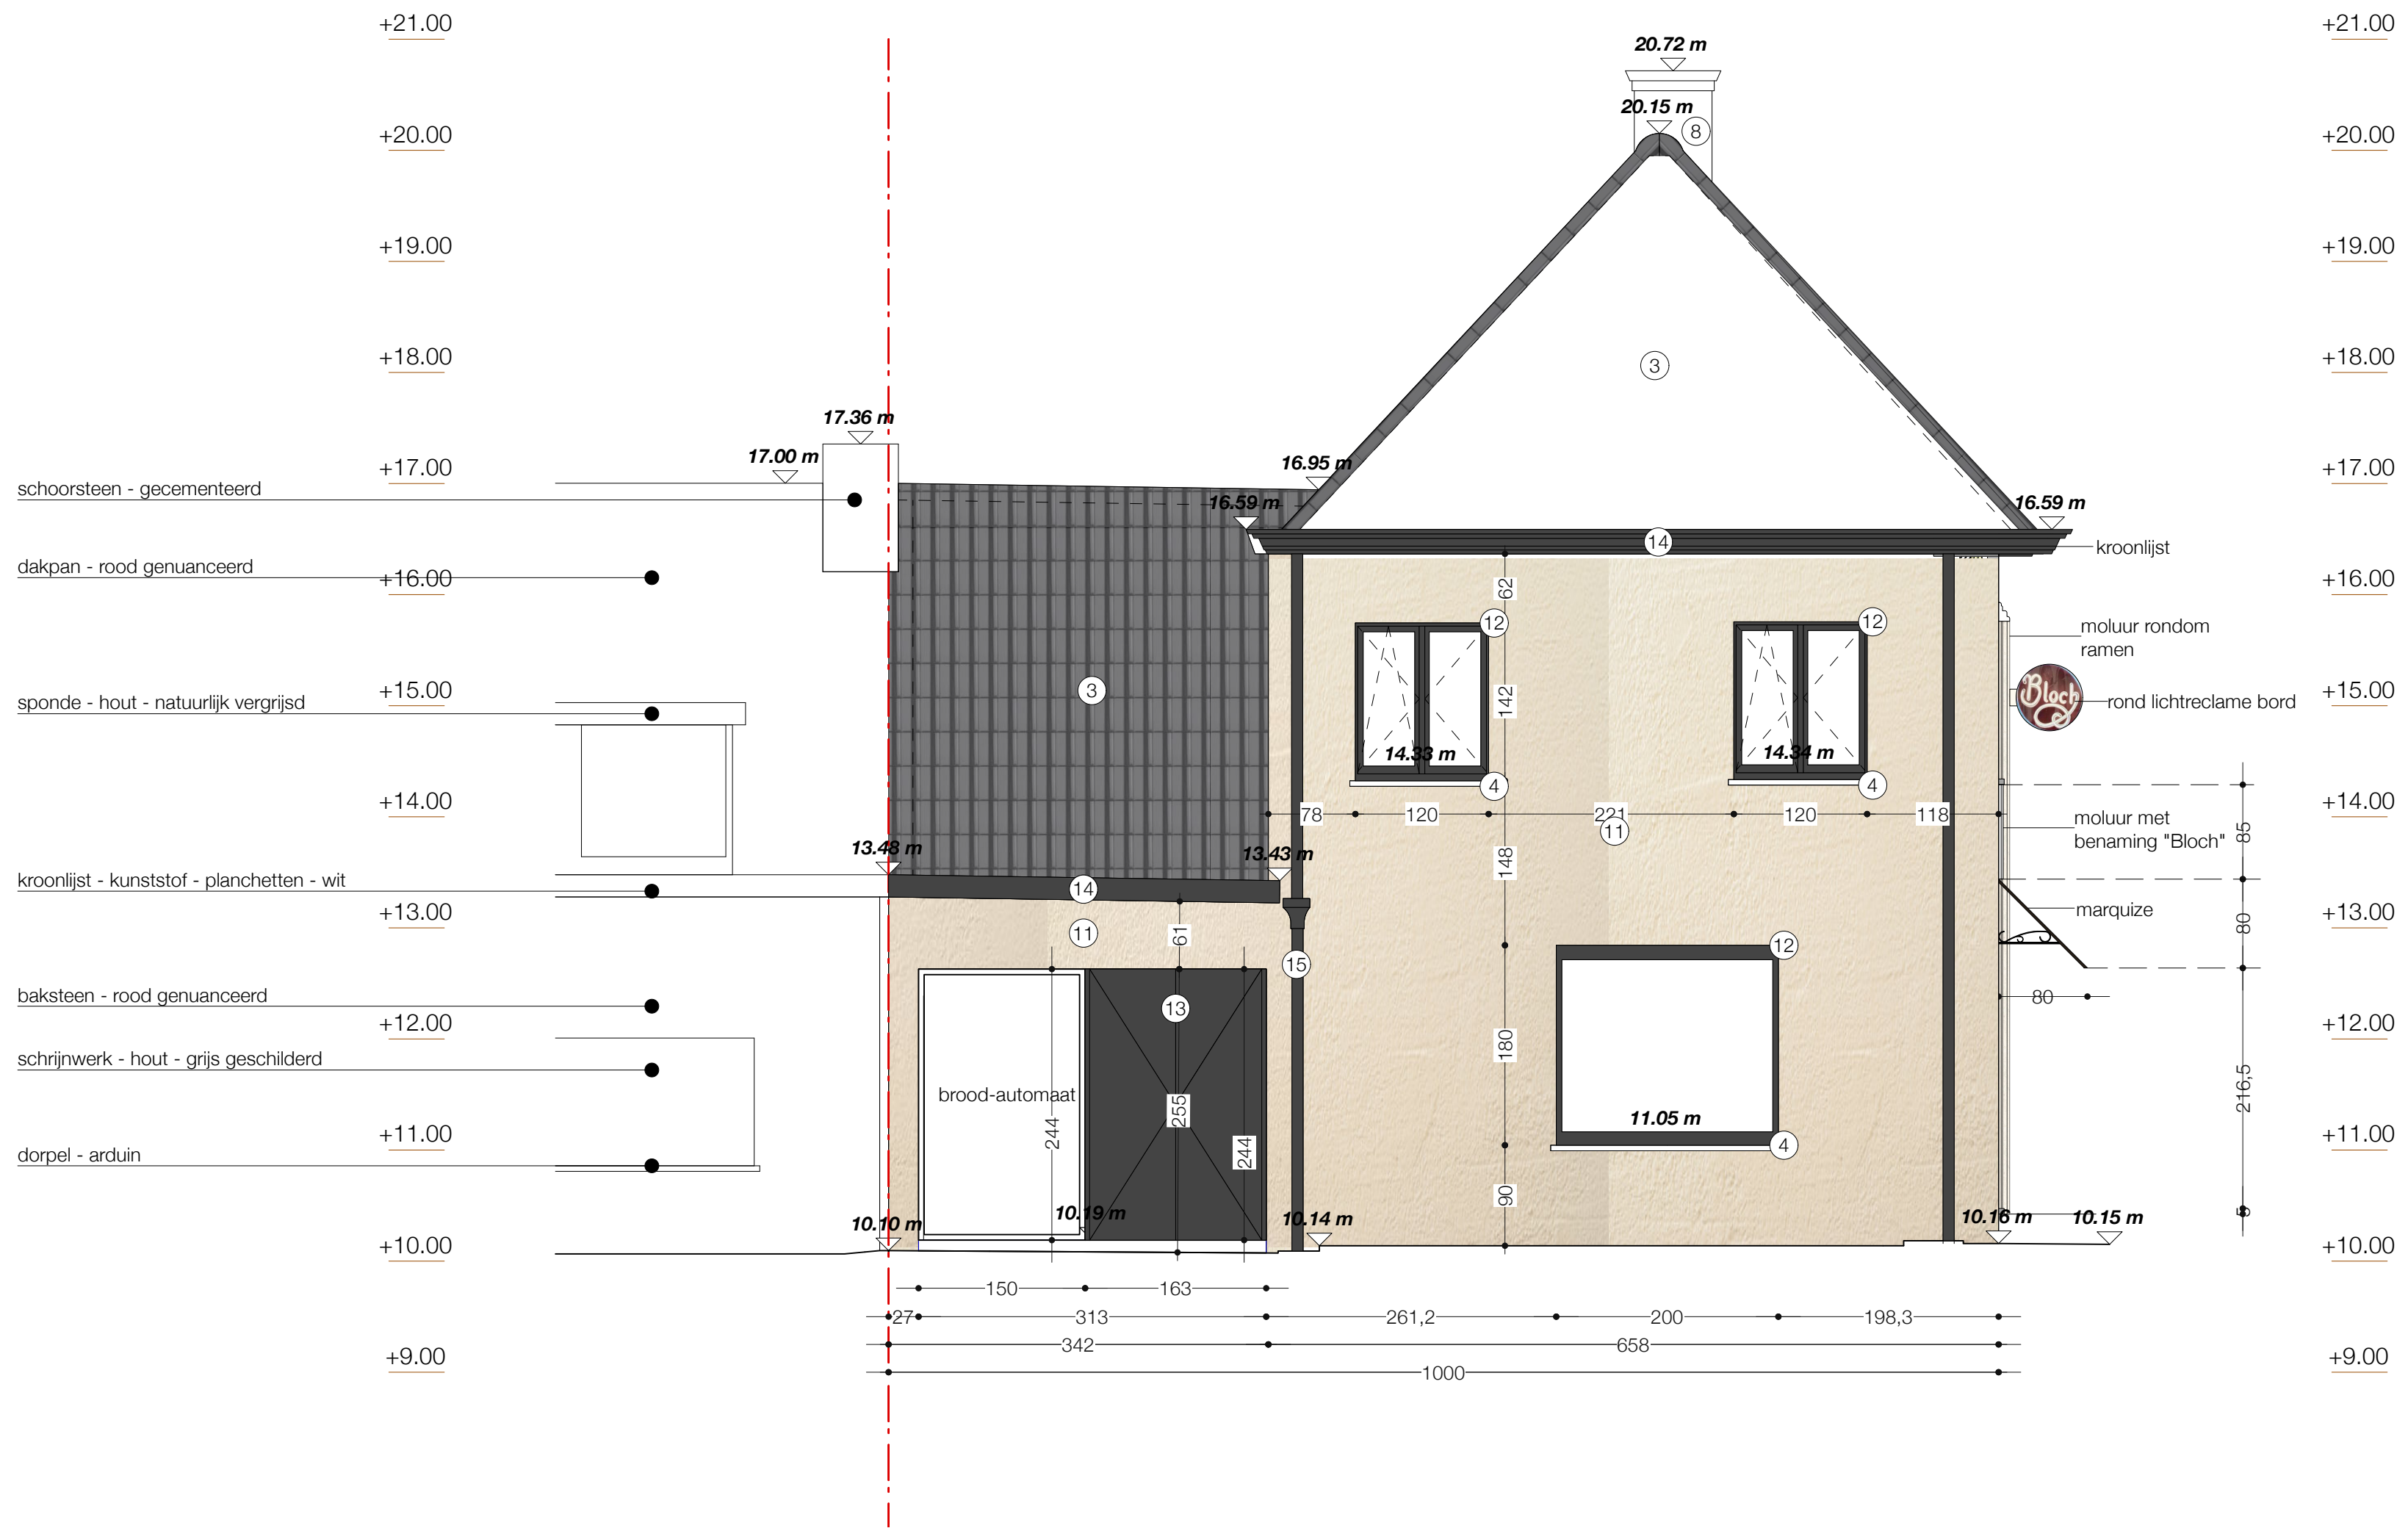 +21.00
+21.00
20.72 m
20.15 m
8
+20.00
+20.00
+19.00
+19.00
+18.00
3
+18.00
17.36 m
17.00 m
16.95 m
+17.00
+17.00
schoorsteen - gecementeerd
16.59 m
16.59 m
14
kroonlijst
dakpan - rood genuanceerd
+16.00
+16.00
62
12
12
moluur rondom
ramen
+15.00
3
142
Bloch
+15.00
sponde - hout - natuurlijk vergrijsd
rond lichtreclame bord
14.33 m
14.34 m
4
4
+14.00
78
120
221
120
118
+14.00
11
moluur met
benaming "Bloch"
85
13.48 m
13.43 m
148
kroonlijst - kunststof - planchetten - wit
14
+13.00
marquize
+13.00
11
61
80
12
15
baksteen - rood genuanceerd
13
80
+12.00
180
+12.00
schrijnwerk - hout - grijs geschilderd
brood-automaat
244
255
244
11.05 m
216,5
+11.00
4
+11.00
dorpel - arduin
90
10.10 m
10.19 m
10.14 m
10.16 m
10.15 m
+10.00
+10.00
150
163
27
313
261,2
200
198,3
342
658
+9.00
+9.00
1000